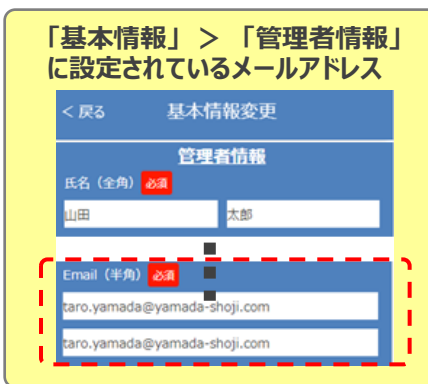 「基本情報」＞「管理者情報」
に設定されているメールアドレス
< 戻る 基本情報変更
管理者情報
氏名（全角） 必須
山田 太郎
Email（半角） 必須
taro.yamada@yamada-shoji.com
taro.yamada@yamada-shoji.com